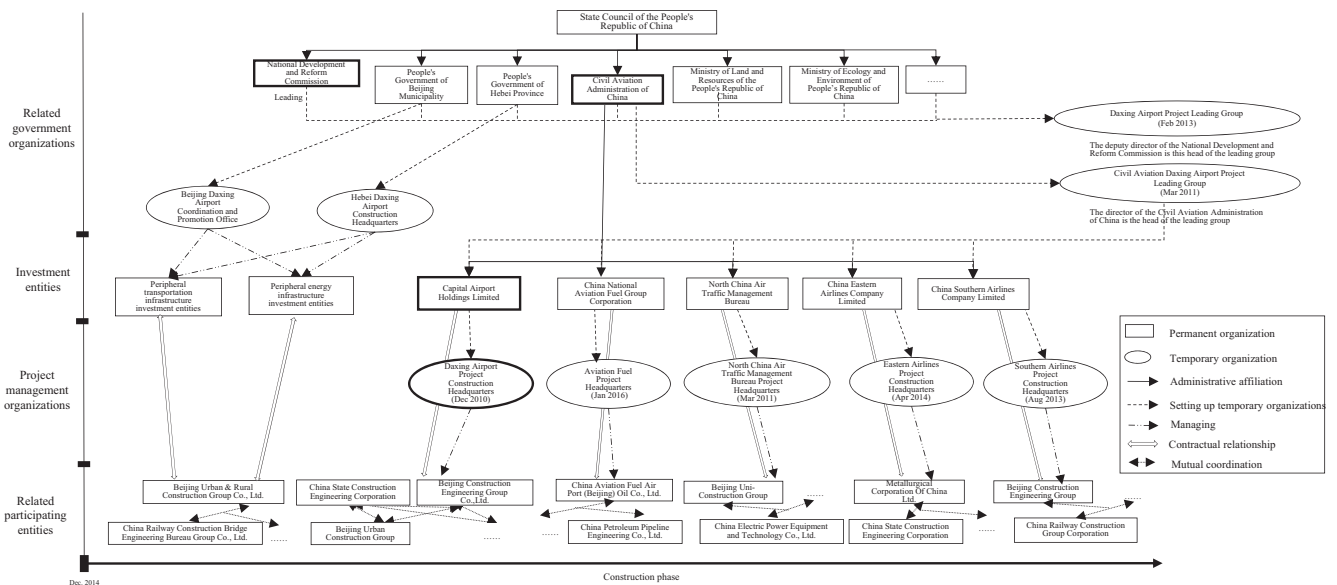 State Council of the People's
Republic of China
National Development
and Reform
Commission
People's
Government of
Beijing
Municipality
People's
Government of
Hebei Province
Civil Aviation
Administration of
China
Ministry of Land and
Resources of the
People's Republic of
China
Ministry of Ecology and
Environment of
People's Republic of
China
......
Leading
Related
government
organizations
Daxing Airport Project Leading Group
(Feb 2013)
The deputy director of the National Development and
Reform Commission is this head of the leading group
Civil Aviation Daxing Airport Project
Leading Group
(Mar 2011)
The director of the Civil Aviation Administration
of China is the head of the leading group
Beijing Daxing
Airport
Coordination and
Promotion Office
Hebei Daxing
Airport
Construction
Headquarters
Investment
entities
Peripheral
transportation
infrastructure
investment entities
Peripheral energy
infrastructure
investment entities
Capital Airport
Holdings Limited
China National
Aviation Fuel Group
Corporation
North China Air
Traffic Management
Bureau
China Eastern
Airlines Company
Limited
China Southern Airlines
Company Limited
Project
management
organizations
Daxing Airport
Project
Construction
Headquarters
(Dec 2010)
Aviation Fuel
Project
Headquarters
(Jan 2016)
North China Air
Traffic Management
Bureau Project
Headquarters
(Mar 2011)
Eastern Airlines
Project
Construction
Headquarters
(Apr 2014)
Southern Airlines
Project
Construction
Headquarters
(Aug 2013)
Permanent organization
Temporary organization
Administrative affiliation
Setting up temporary organizations
Managing
Contractual relationship
Mutual coordination
Related
participating
entities
Beijing Urban & Rural
Construction Group Co., Ltd.
China Railway Construction Bridge
Engineering Bureau Group Co., Ltd.
......
China State Construction
Engineering Corporation
Beijing Construction
Engineering Group
Co.,Ltd.
Beijing Urban
Construction Group
......
China Aviation Fuel Air
Port (Beijing) Oil Co., Ltd.
......
China Petroleum Pipeline
Engineering Co., Ltd.
Beijing Uni-
Construction Group
......
China Electric Power Equipment
and Technology Co., Ltd.
Metallurgical
Corporation Of China
Ltd.
China State Construction
Engineering Corporation
......
Beijing Construction
Engineering Group
......
China Railway Construction
Group Corporation
Dec. 2014
Construction phase